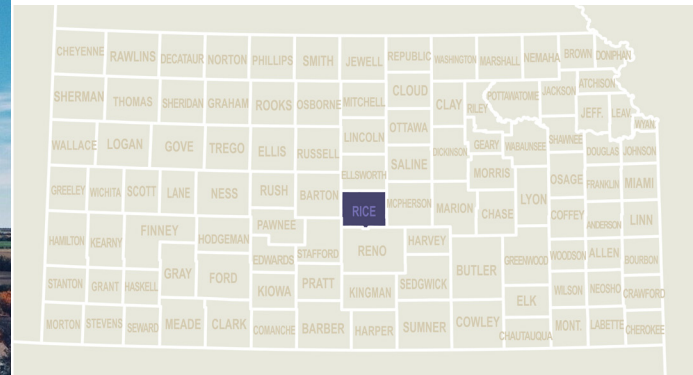 CHEYENNE RAWLINS DECATAUR NORTON PHILLIPS SMITH JEWELL REPUBLIC WASHINGTON MARSHALL NEMAHA BROWN DONIPHAN
ATCHISON
SHERMAN THOMAS SHERIDAN GRAHAM ROOKS OSBORNE MITCHELL CLOUD CLAY RILEY POTTAWATOMIE JACKSON
JEFF. LEAV.
WYAN.
WALLACE LOGAN GOVE TREGO ELLIS RUSSELL LINCOLN OTTAWA DICKINSON GEARY WABAUNSEE SHAWNEE DOUGLAS JOHNSON
ELLSWORTH SALINE MORRIS
GREELEY WICHITA SCOTT LANE NESS RUSH BARTON RICE MCPHERSON MARION CHASE LYON OSAGE FRANKLIN MIAMI
COFFEY ANDERSON LINN
HAMILTON KEARNY FINNEY HODGEMAN PAWNEE STAFFORD RENO HARVEY
EDWARDS BUTLER GREENWOOD WOODSON ALLEN BOURBON
STANTON GRANT HASKELL GRAY FORD KIOWA PRATT KINGMAN SEDGWICK ELK WILSON NEOSHO CRAWFORD
MORTON STEVENS SEWARD MEADE CLARK COMANCHE BARBER HARPER SUMNER COWLEY CHAUTAUQUA MONT. LABETTE CHEROKEE